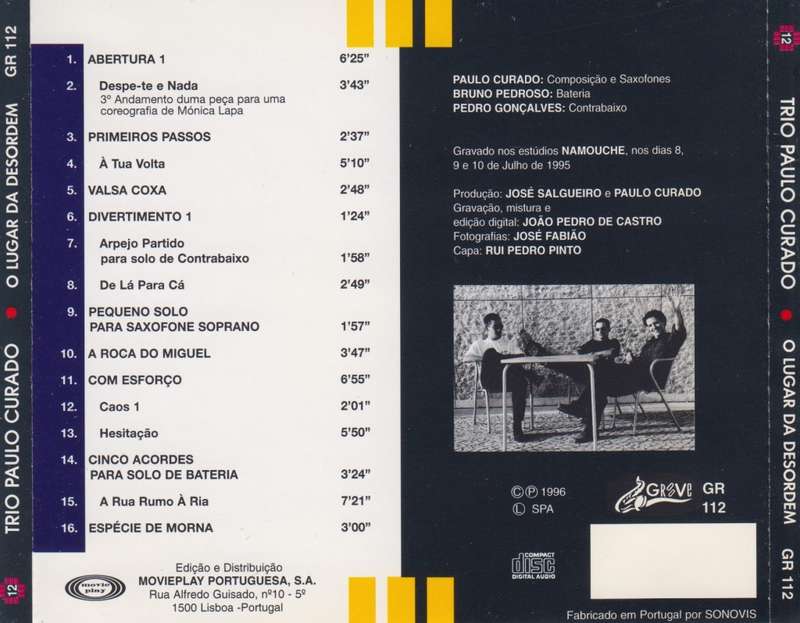 TRIO PAULO CURADO • O LUGAR DA DESORDEM GR 112
12
1. ABERTURA 1 6'25"
2. Despe-te e Nada 3'43"
3º Andamento duma peça para uma
coreografia de Mónica Lapa
3. PRIMEIROS PASSOS 2'37"
4. À Tua Volta 5'10"
5. VALSA COXA 2'48"
6. DIVERTIMENTO 1 1'24"
7. Arpejo Partido
para solo de Contrabaixo 1'58"
8. De Lá Para Cá 2'49"
9. PEQUENO SOLO
PARA SAXOFONE SOPRANO 1'57"
10. A ROCA DO MIGUEL 3'47"
11. COM ESFORÇO 6'55"
12. Caos 1 2'01"
13. Hesitação 5'50"
14. CINCO ACORDES
PARA SOLO DE BATERIA 3'24"
15. A Rua Rumo À Ria 7'21"
16. ESPÉCIE DE MORNA 3'00"
movie
play
Edição e Distribuição
MOVIEPLAY PORTUGUESA, S.A.
Rua Alfredo Guisado, nº10 - 5º
1500 Lisboa -Portugal
PAULO CURADO: Composição e Saxofones
BRUNO PEDROSO: Bateria
PEDRO GONÇALVES: Contrabaixo
Gravado nos estúdios NAMOUCHE, nos dias 8,
9 e 10 de Julho de 1995
Produção: JOSÉ SALGUEIRO e PAULO CURADO
Gravação, mistura e
edição digital: JOÃO PEDRO DE CASTRO
Fotografias: JOSÉ FABIÃO
Capa: RUI PEDRO PINTO
© ℗ 1996
Ⓛ SPA
GROVE
GR
112
COMPACT
disc
DIGITAL AUDIO
Fabricado em Portugal por SONOVIS
12
TRIO PAULO CURADO • O LUGAR DA DESORDEM GR 112